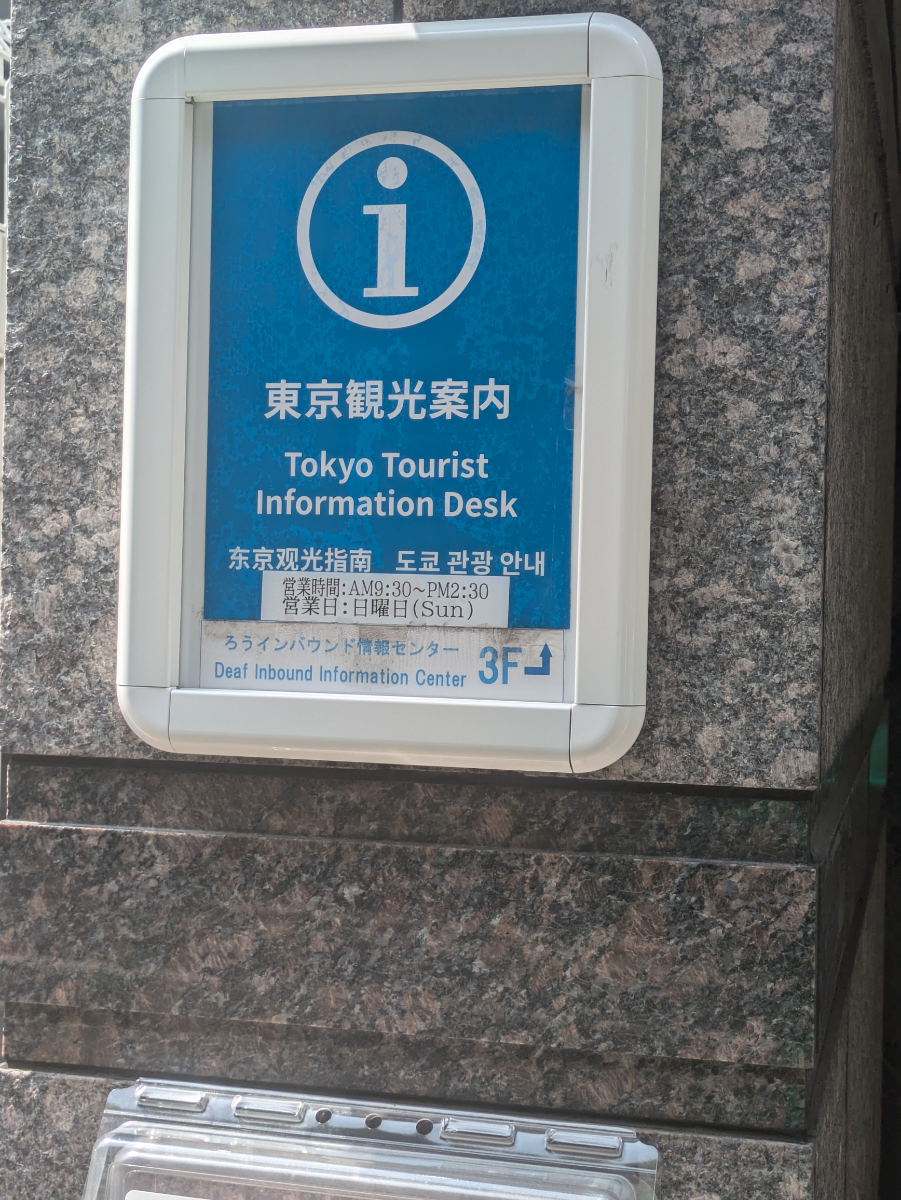 i
東京観光案内
Tokyo Tourist
Information Desk
东京观光指南 도쿄 관광 안내
営業時間:AM9:30~PM2:30
営業日:日曜日(Sun)
ろうインバウンド情報センター
Deaf Inbound Information Center
3F